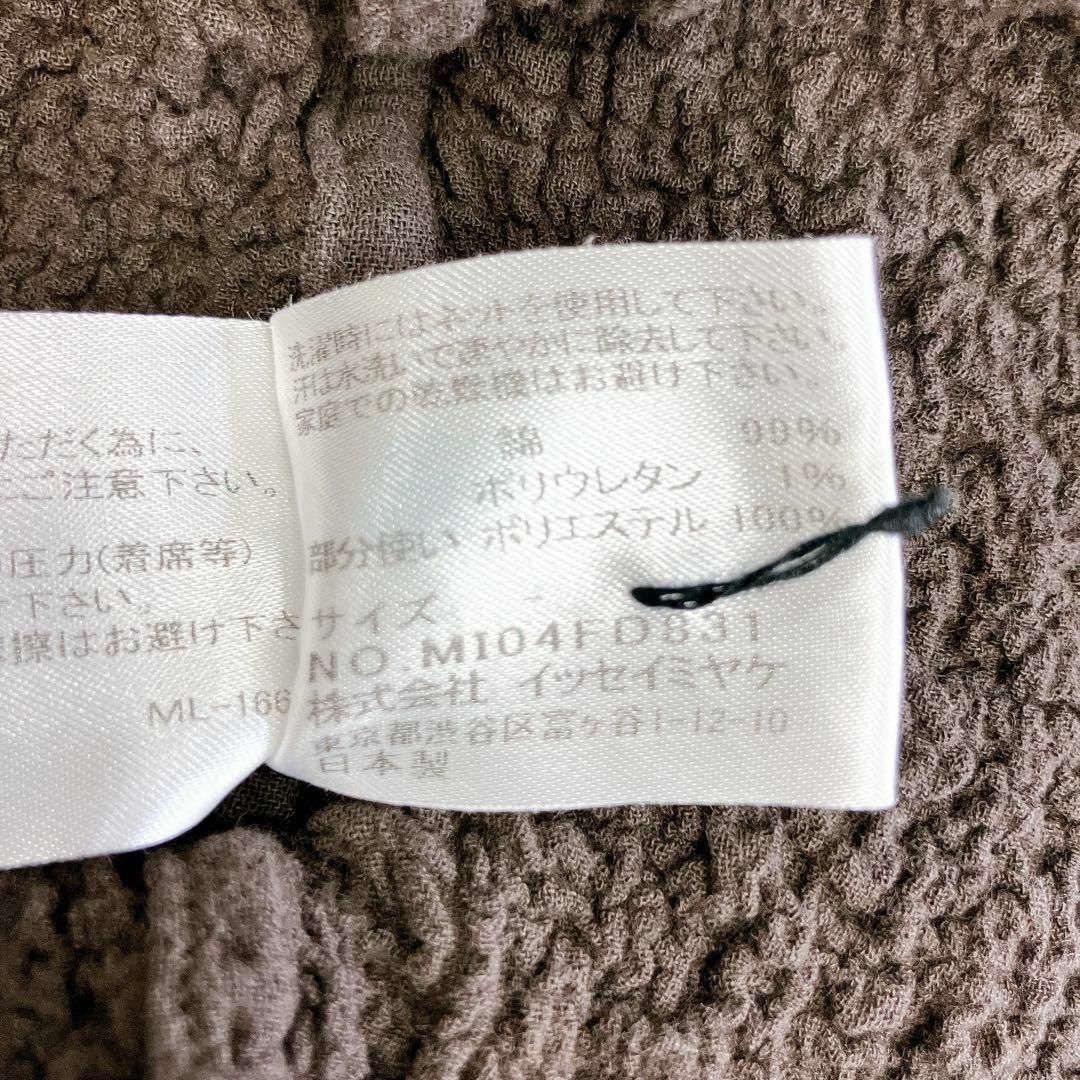 洗濯時にはネットを使用して下さい。
汗は水洗いで速やかに除去して下さい。
家庭での乾燥機はお避け下さい。
綿 99%
ポリウレタン 1%
部分使い ポリエステル 100%
サイズ -
NO.MI04FD831
株式会社 イッセイミヤケ
東京都渋谷区富ヶ谷1-12-10
日本製
ただく為に、
ご注意下さい。
圧力(着席等)
下さい。
擦はお避け下さ
ML-166